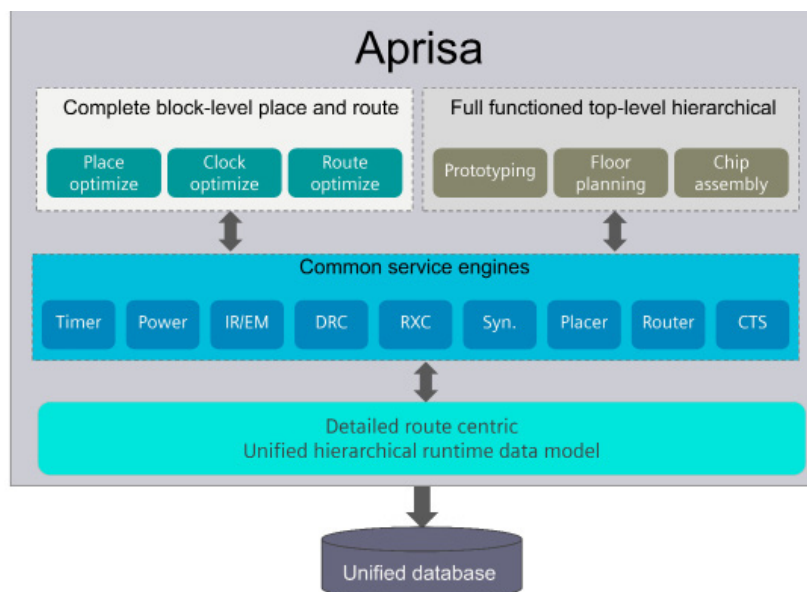 Aprisa
Complete block-level place and route
Place
optimize
Clock
optimize
Route
optimize
Full functioned top-level hierarchical
Prototyping
Floor
planning
Chip
assembly
Common service engines
Timer
Power
IR/EM
DRC
RXC
Syn.
Placer
Router
CTS
Detailed route centric
Unified hierarchical runtime data model
Unified database